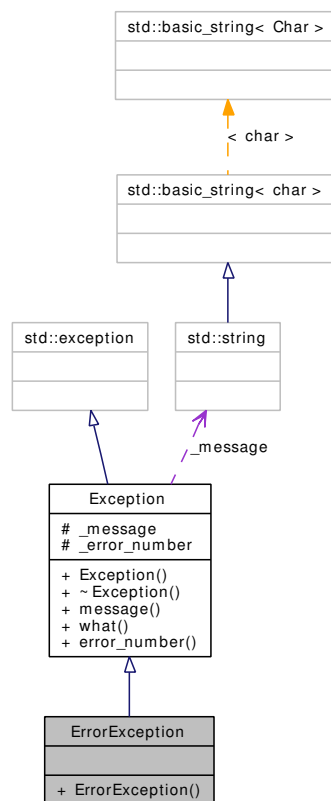 std::basic_string< Char >
< char >
std::basic_string< char >
std::exception
std::string
_message
Exception
# _message
# _error_number
+ Exception()
+ ~Exception()
+ message()
+ what()
+ error_number()
ErrorException
+ ErrorException()